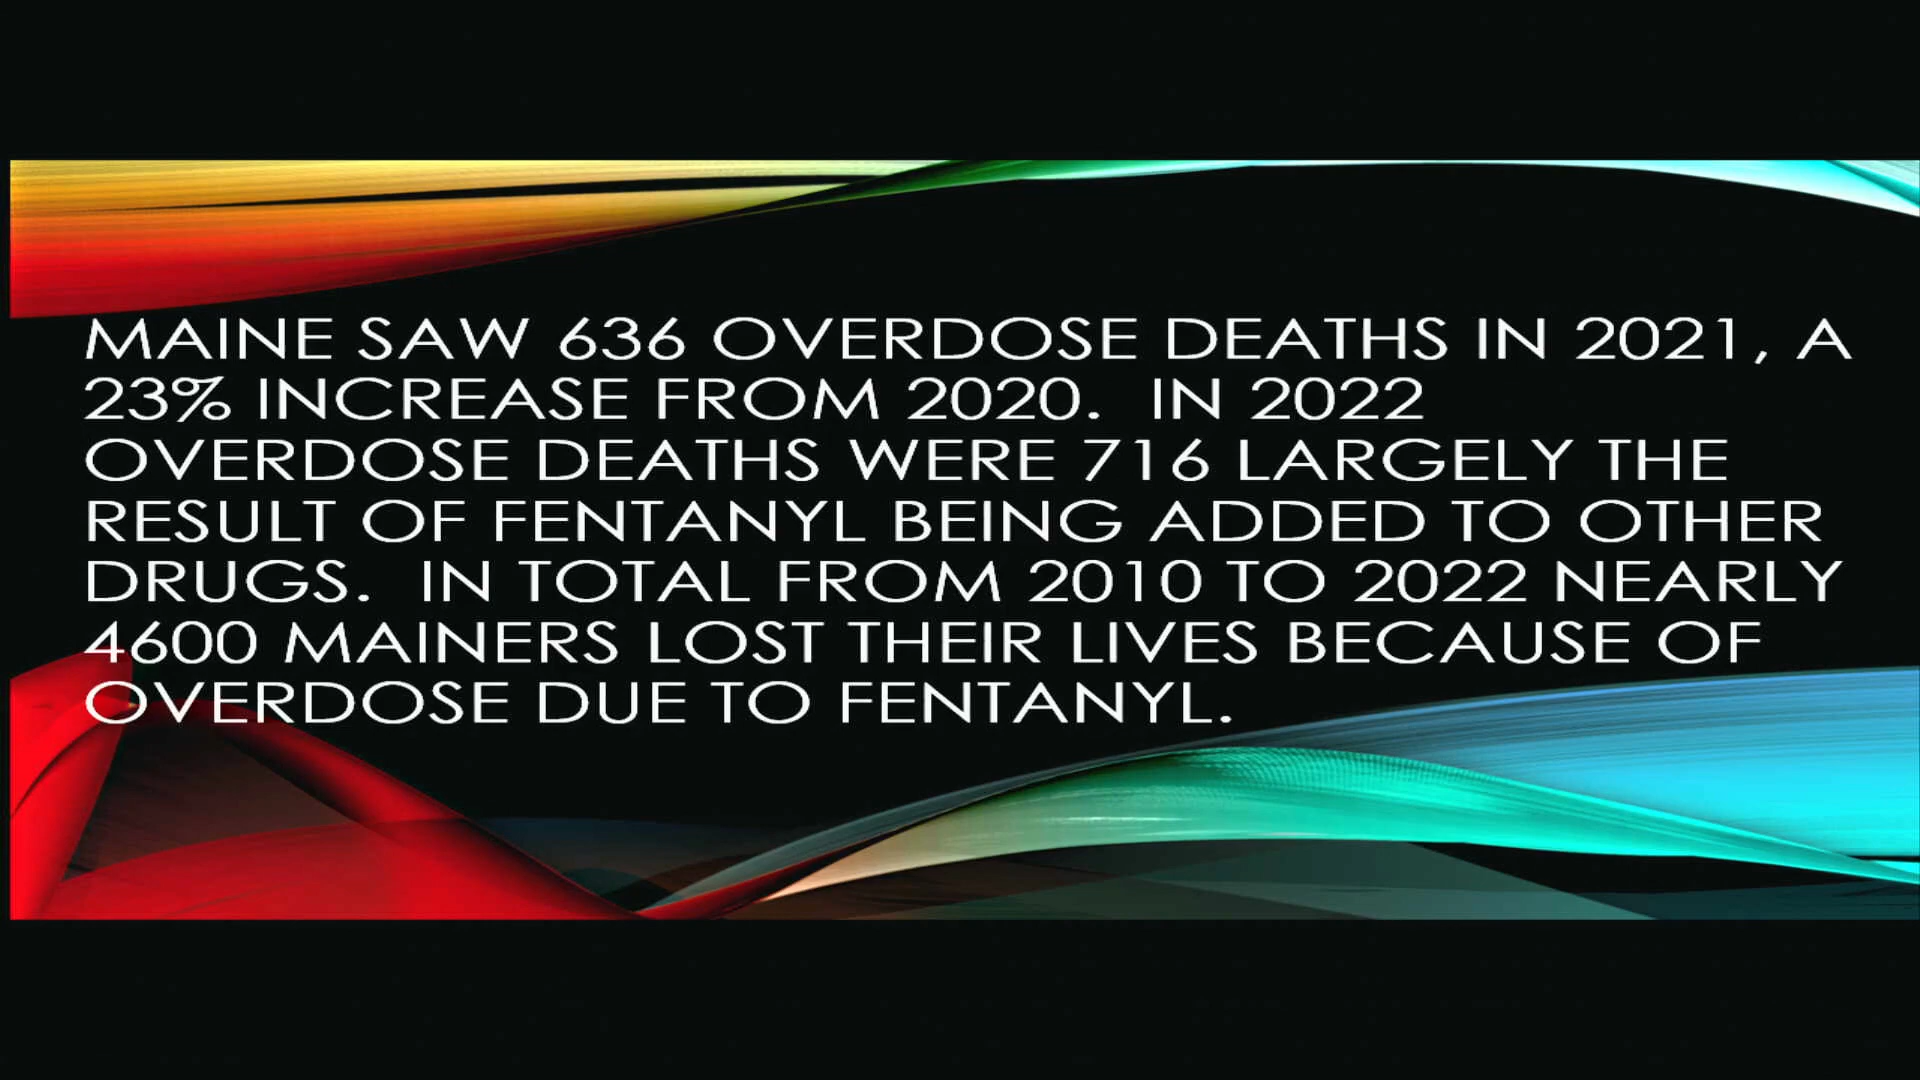 MAINE SAW 636 OVERDOSE DEATHS IN 2021, A
23% INCREASE FROM 2020.  IN 2022
OVERDOSE DEATHS WERE 716 LARGELY THE
RESULT OF FENTANYL BEING ADDED TO OTHER
DRUGS.  IN TOTAL FROM 2010 TO 2022 NEARLY
4600 MAINERS LOST THEIR LIVES BECAUSE OF
OVERDOSE DUE TO FENTANYL.